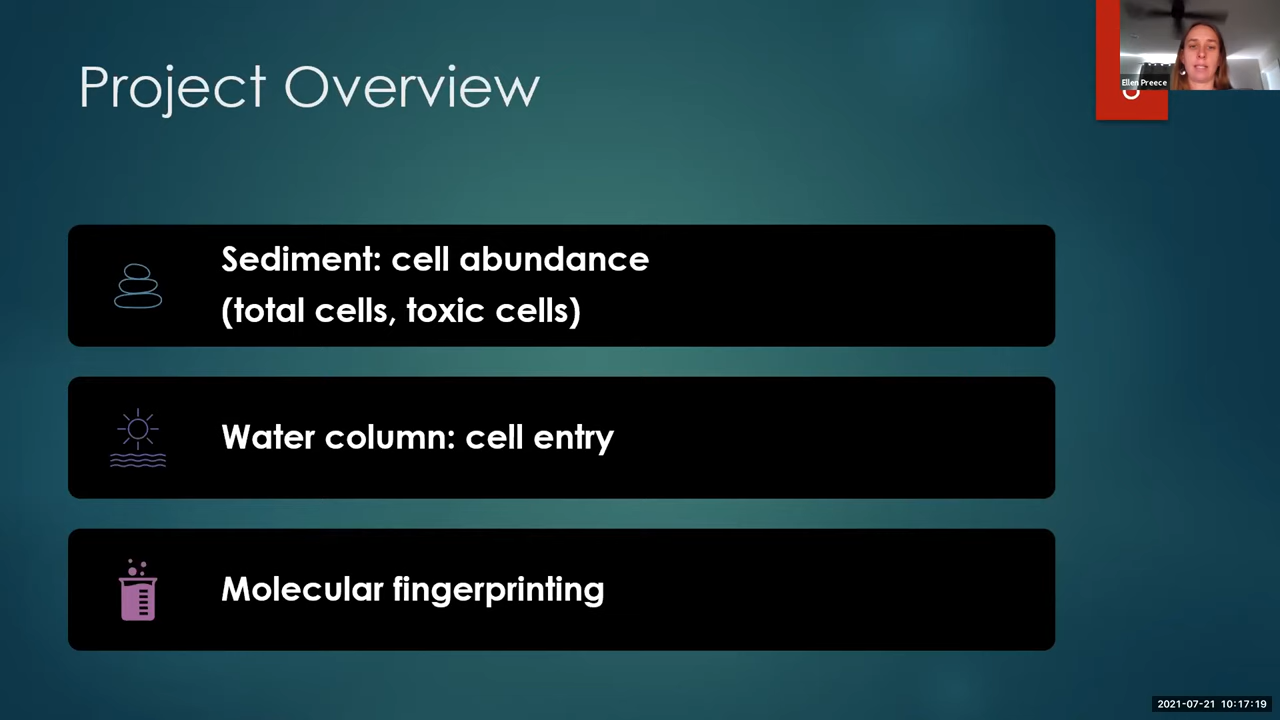 Project Overview
Ellen Preece
Sediment: cell abundance
(total cells, toxic cells)
Water column: cell entry
Molecular fingerprinting
2021-07-21 10:17:19